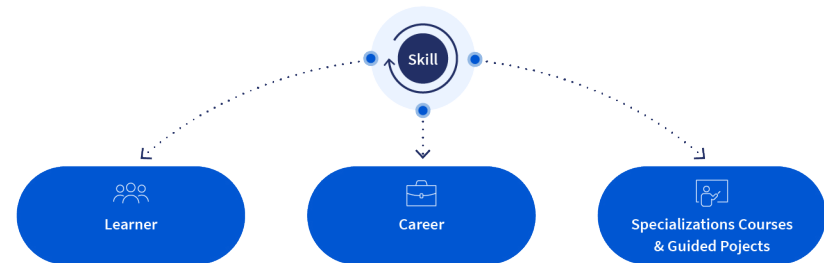 Skill
Learner
Career
Specializations Courses
& Guided Pojects